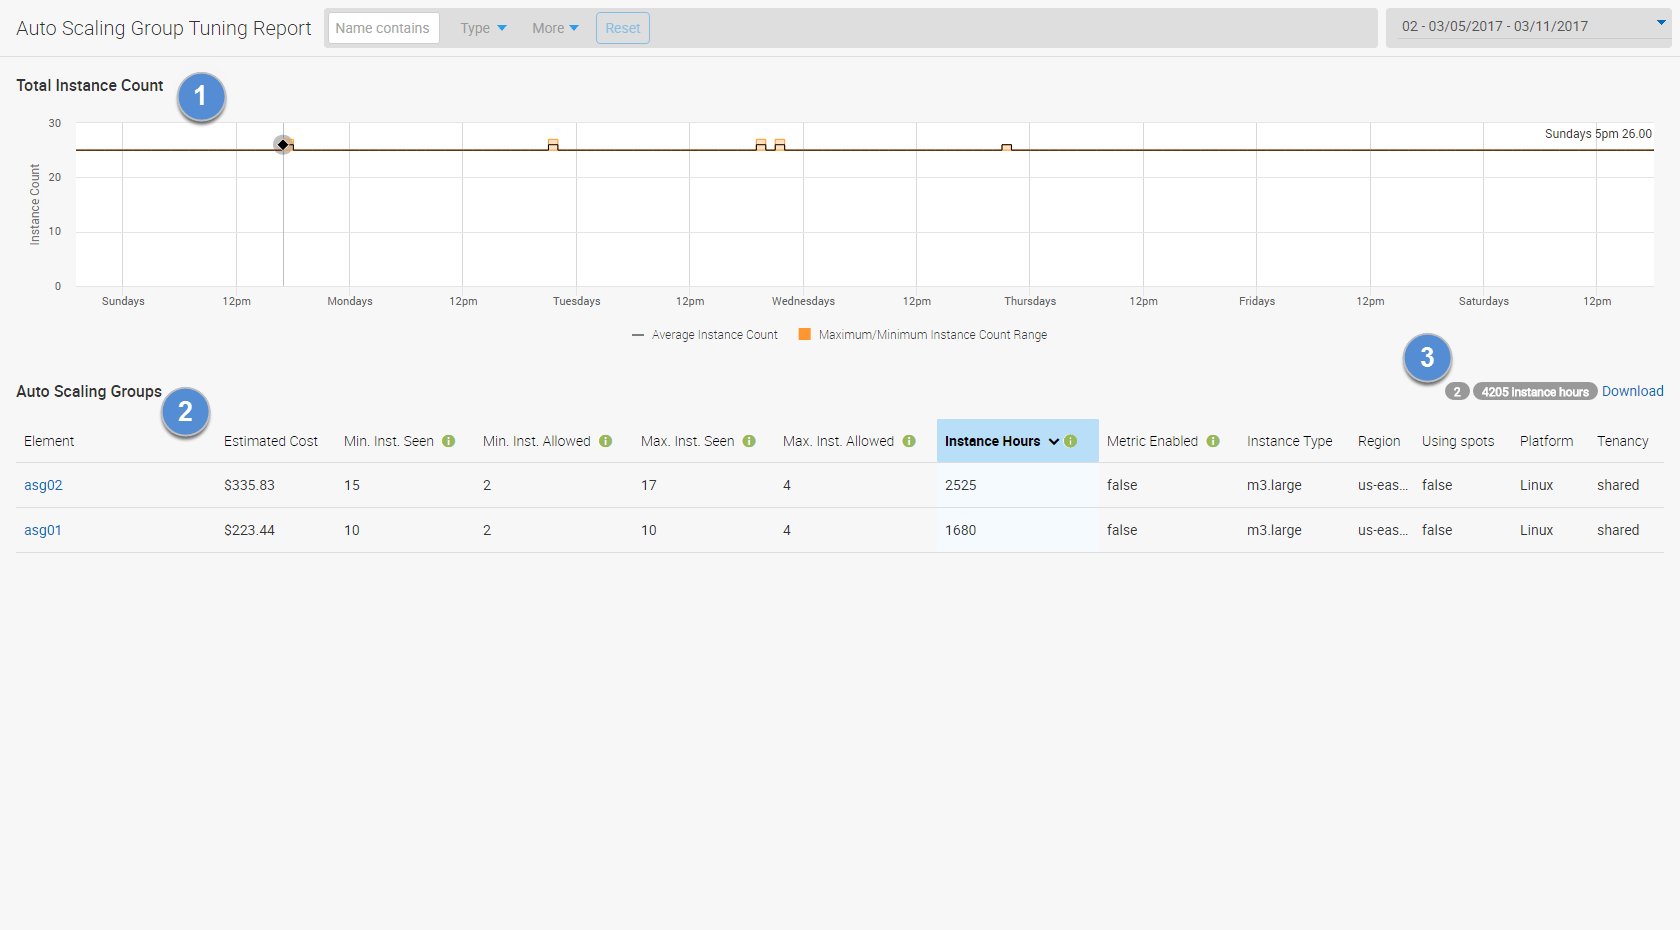 Auto Scaling Group Tuning Report Name contains Type More Reset 02 - 03/05/2017 - 03/11/2017
Total Instance Count 1
30
Sundays 5pm 26.00
20
10
0
Instance Count
Sundays 12pm Mondays 12pm Tuesdays 12pm Wednesdays 12pm Thursdays 12pm Fridays 12pm Saturdays 12pm
Average Instance Count Maximum/Minimum Instance Count Range
3
Auto Scaling Groups 2 2 4205 instance hours Download
Element Estimated Cost Min. Inst. Seen Min. Inst. Allowed Max. Inst. Seen Max. Inst. Allowed Instance Hours Metric Enabled Instance Type Region Using spots Platform Tenancy
asg02 $335.83 15 2 17 4 2525 false m3.large us-eas... false Linux shared
asg01 $223.44 10 2 10 4 1680 false m3.large us-eas... false Linux shared